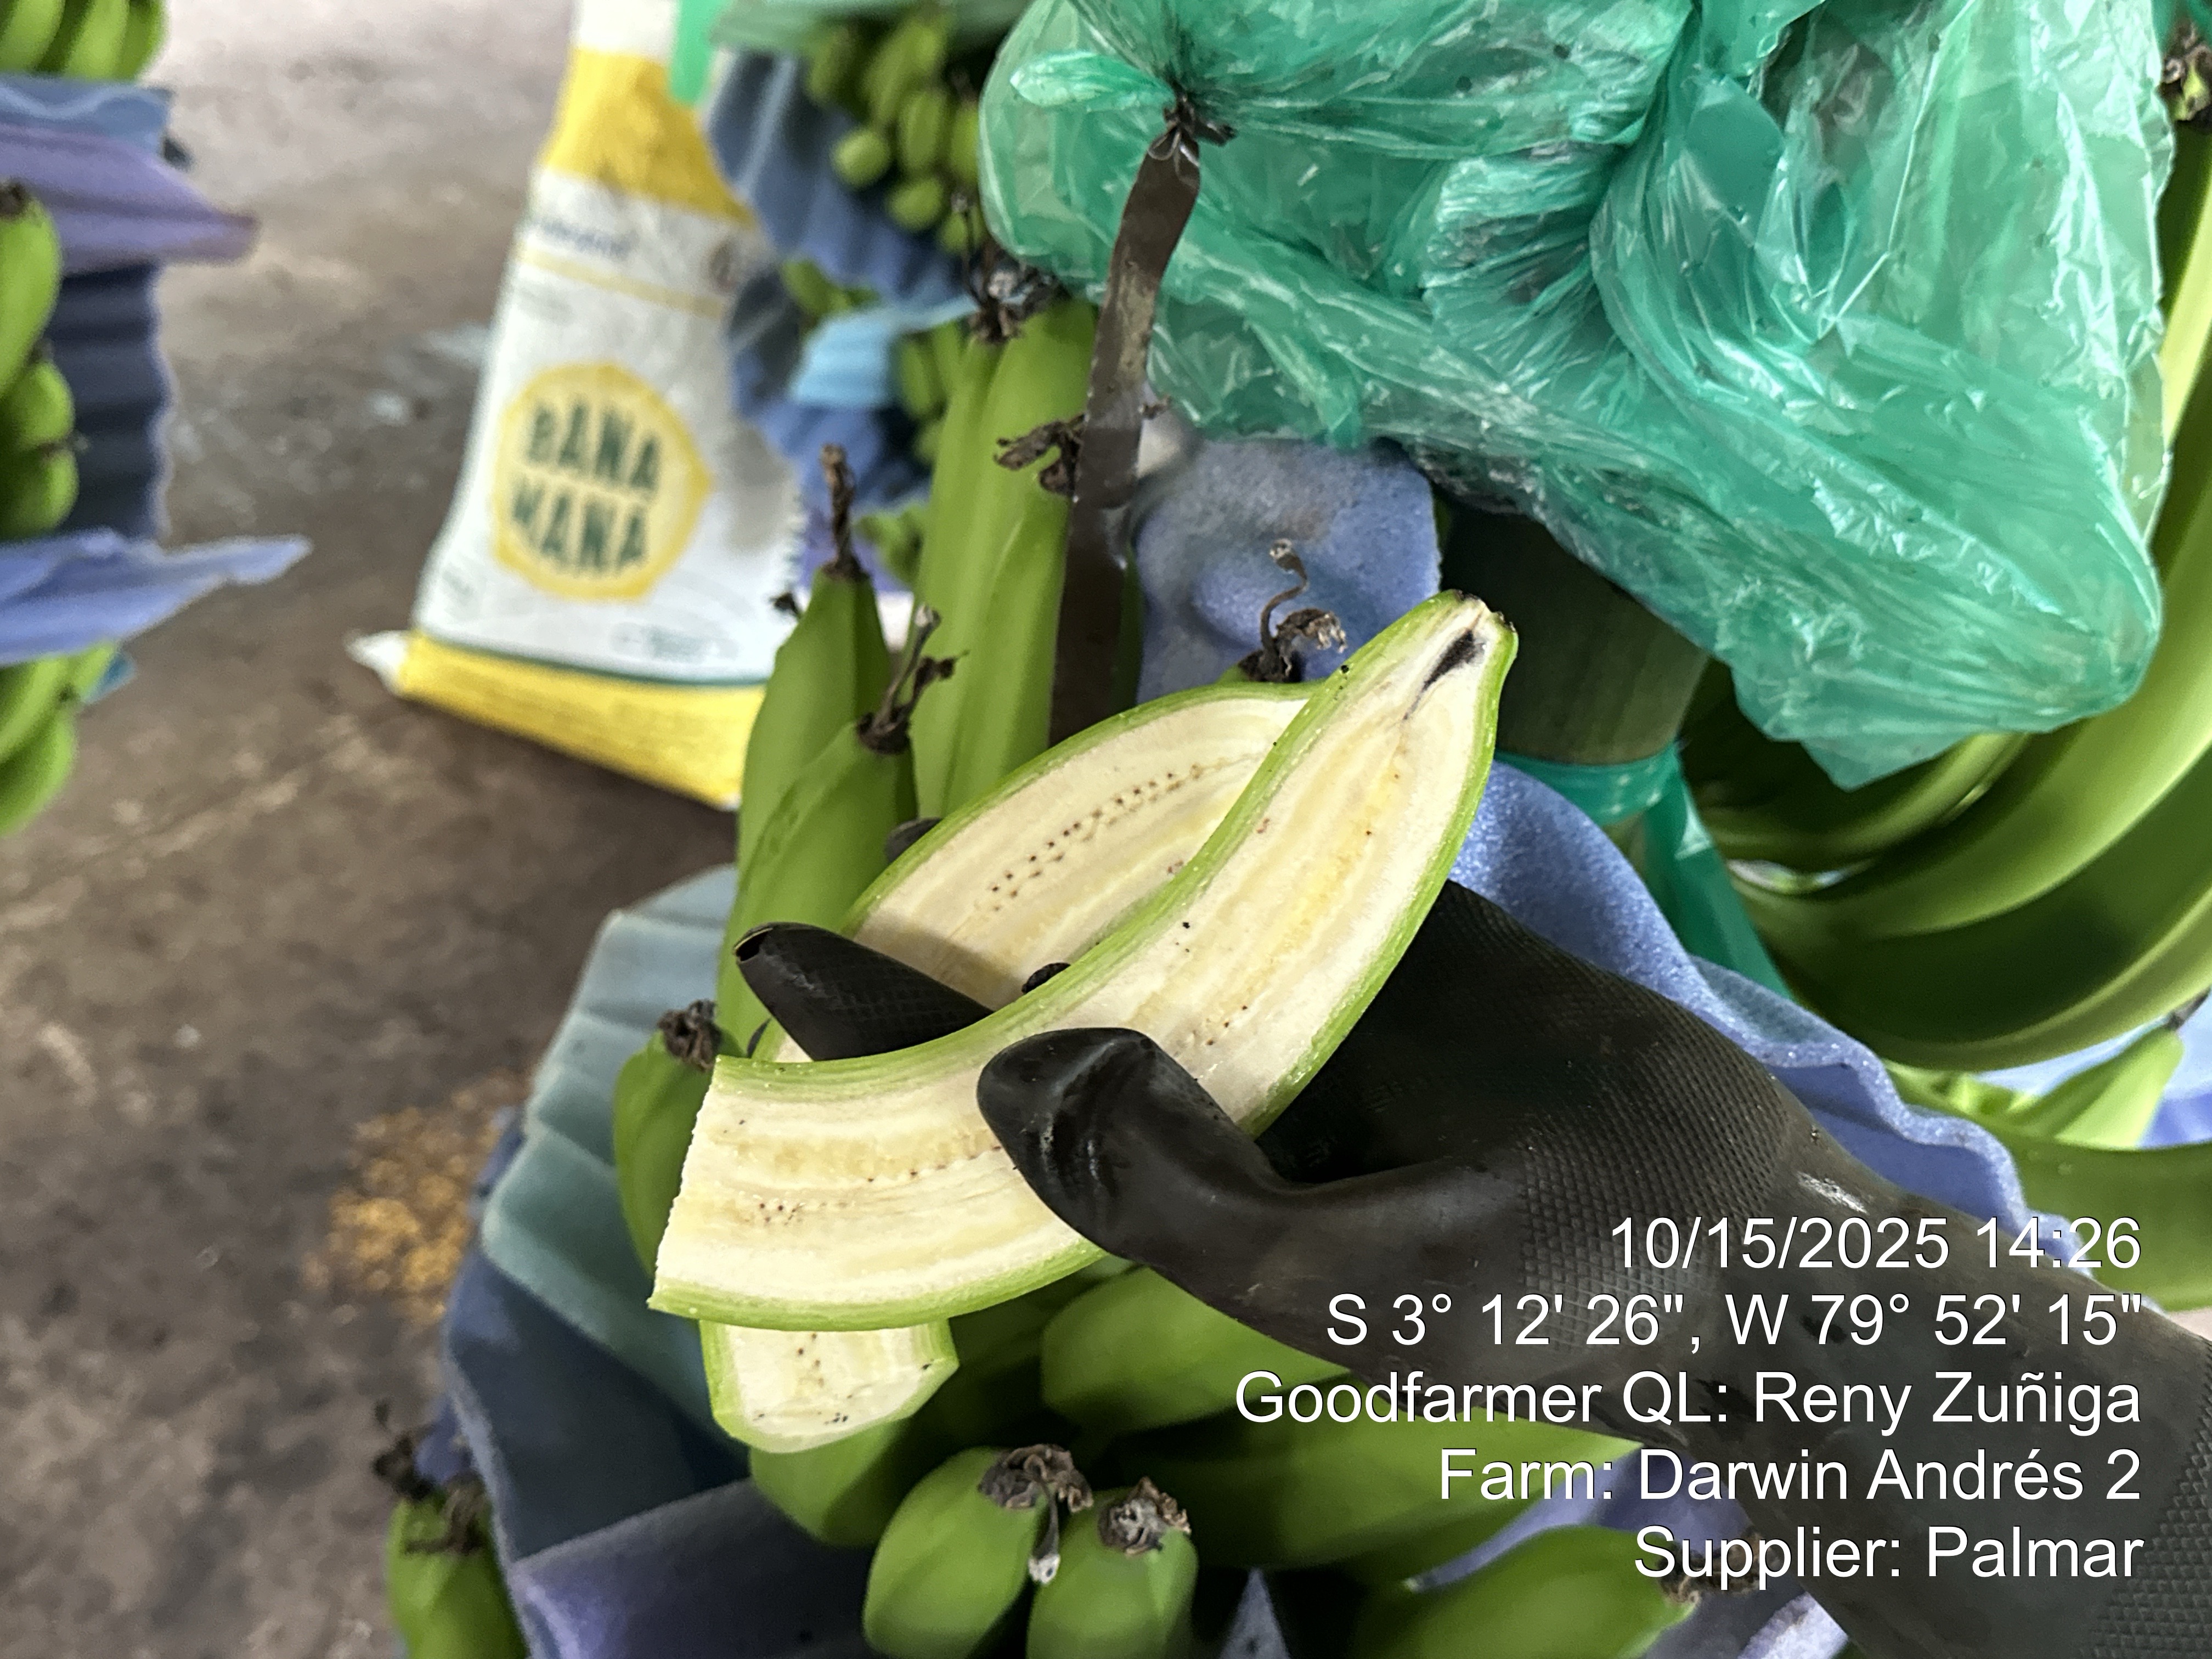 BANA
MANA
10/15/2025 14:26
S 3° 12' 26", W 79° 52' 15"
Goodfarmer QL: Reny Zuñiga
Farm: Darwin Andrés 2
Supplier: Palmar